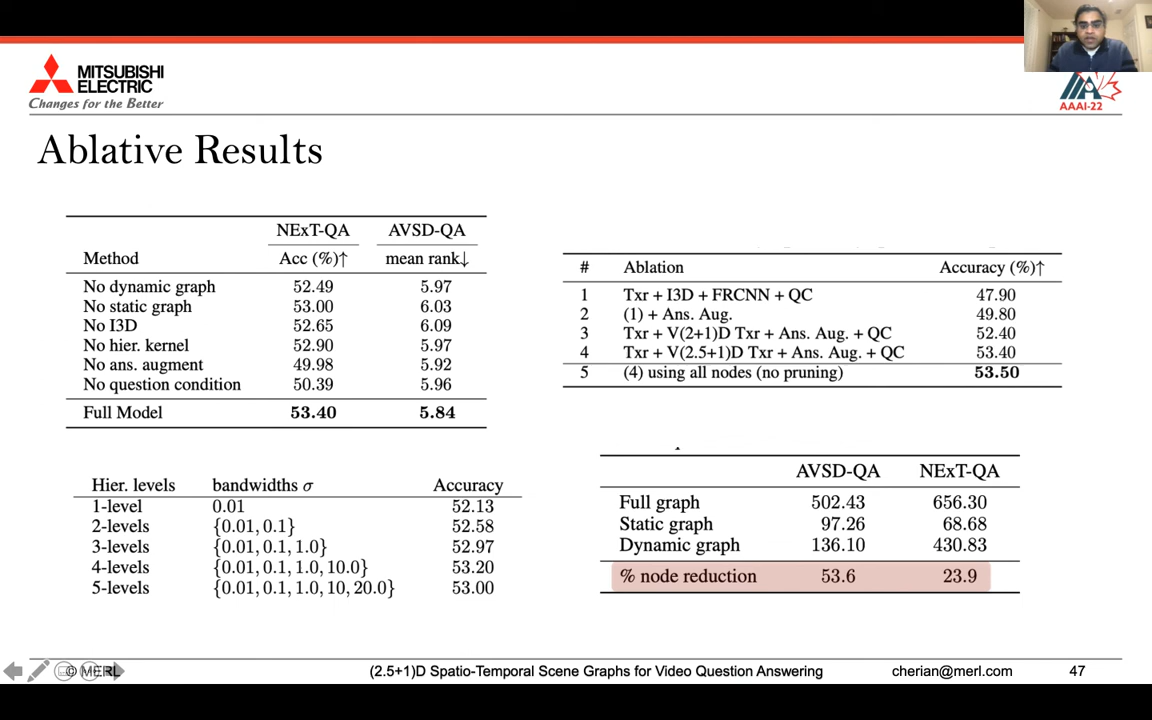 MITSUBISHI
ELECTRIC
Changes for the Better
AAAI-22
Ablative Results
NExT-QA AVSD-QA
Method Acc (%)↑ mean rank↓
No dynamic graph 52.49 5.97
No static graph 53.00 6.03
No I3D 52.65 6.09
No hier. kernel 52.90 5.97
No ans. augment 49.98 5.92
No question condition 50.39 5.96
Full Model 53.40 5.84
Hier. levels bandwidths σ Accuracy
1-level 0.01 52.13
2-levels {0.01, 0.1} 52.58
3-levels {0.01, 0.1, 1.0} 52.97
4-levels {0.01, 0.1, 1.0, 10.0} 53.20
5-levels {0.01, 0.1, 1.0, 10, 20.0} 53.00
# Ablation Accuracy (%)↑
1 Txr + I3D + FRCNN + QC 47.90
2 (1) + Ans. Aug. 49.80
3 Txr + V(2+1)D Txr + Ans. Aug. + QC 52.40
4 Txr + V(2.5+1)D Txr + Ans. Aug. + QC 53.40
5 (4) using all nodes (no pruning) 53.50
AVSD-QA NExT-QA
Full graph 502.43 656.30
Static graph 97.26 68.68
Dynamic graph 136.10 430.83
% node reduction 53.6 23.9
© MERL (2.5+1)D Spatio-Temporal Scene Graphs for Video Question Answering cherian@merl.com 47